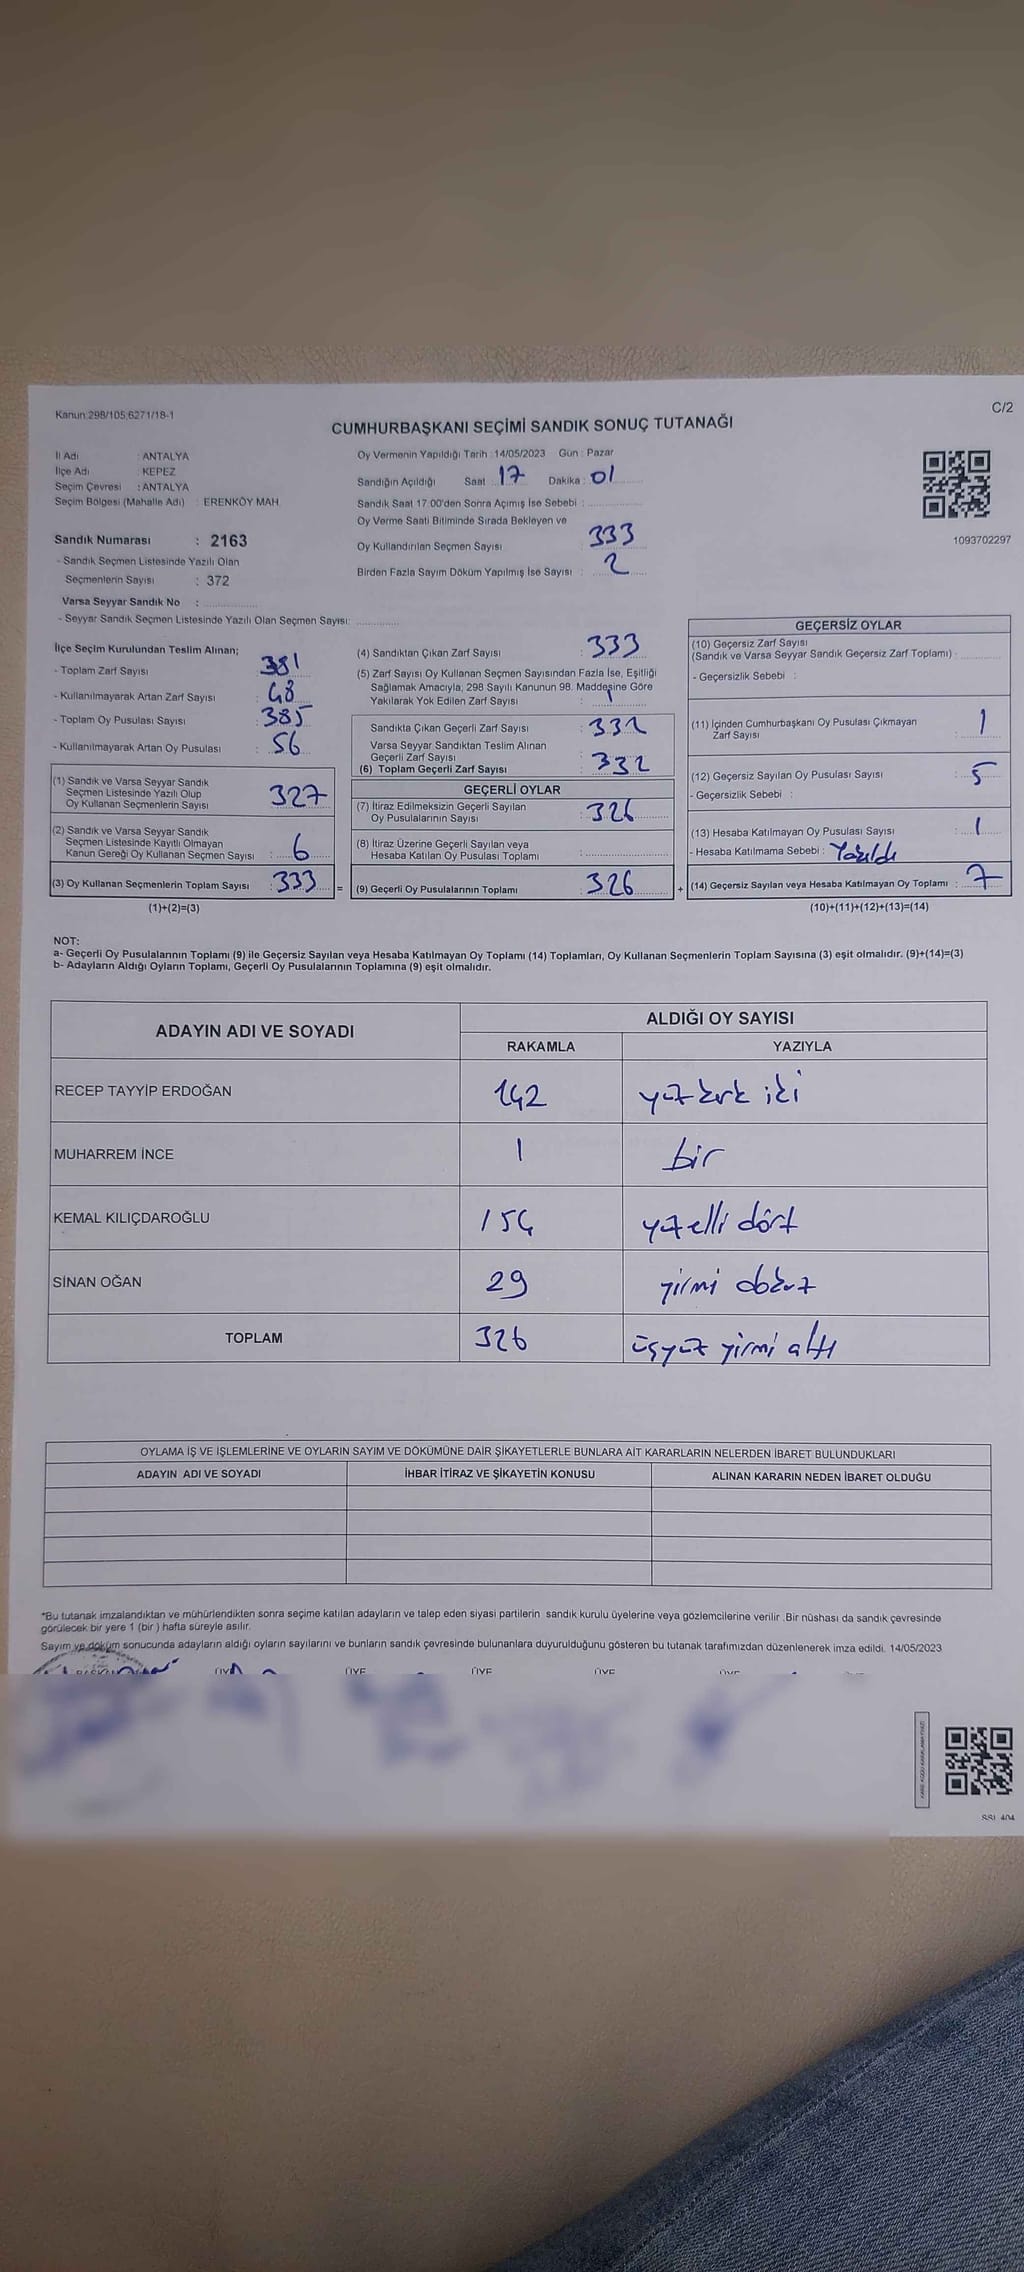 Kanun:298/105,6271/18-1
C/2
CUMHURBAŞKANI SEÇİMİ SANDIK SONUÇ TUTANAĞI
İl Adı : ANTALYA
İlçe Adı : KEPEZ
Seçim Çevresi : ANTALYA
Seçim Bölgesi (Mahalle Adı) : ERENKÖY MAH.
Sandık Numarası : 2163
- Sandık Seçmen Listesinde Yazılı Olan
Seçmenlerin Sayısı : 372
Varsa Seyyar Sandık No :
- Seyyar Sandık Seçmen Listesinde Yazılı Olan Seçmen Sayısı:
Oy Vermenin Yapıldığı Tarih : 14/05/2023 Gün : Pazar
Sandığın Açıldığı Saat : 17 Dakika : 01
Sandık Saat 17:00'den Sonra Açımış İse Sebebi :
Oy Verme Saati Bitiminde Sırada Bekleyen ve
Oy Kullandırılan Seçmen Sayısı : 333
Birden Fazla Sayım Döküm Yapılmış İse Sayısı : 2
1093702297
İlçe Seçim Kurulundan Teslim Alınan;
- Toplam Zarf Sayısı : 381
- Kullanılmayarak Artan Zarf Sayısı : 48
- Toplam Oy Pusulası Sayısı : 385
- Kullanılmayarak Artan Oy Pusulası : 56
(1) Sandık ve Varsa Seyyar Sandık
Seçmen Listesinde Yazılı Olup
Oy Kullanan Seçmenlerin Sayısı : 327
(2) Sandık ve Varsa Seyyar Sandık
Seçmen Listesinde Kayıtlı Olmayan
Kanun Gereği Oy Kullanan Seçmen Sayısı : 6
(3) Oy Kullanan Seçmenlerin Toplam Sayısı : 333 =
(1)+(2)=(3)
(4) Sandıktan Çıkan Zarf Sayısı : 333
(5) Zarf Sayısı Oy Kullanan Seçmen Sayısından Fazla İse, Eşitliği
Sağlamak Amacıyla, 298 Sayılı Kanunun 98. Maddesine Göre
Yakılarak Yok Edilen Zarf Sayısı : 1
Sandıkta Çıkan Geçerli Zarf Sayısı : 332
Varsa Seyyar Sandıktan Teslim Alınan
Geçerli Zarf Sayısı :
(6) Toplam Geçerli Zarf Sayısı : 332
GEÇERLİ OYLAR
(7) İtiraz Edilmeksizin Geçerli Sayılan
Oy Pusulalarının Sayısı : 326
(8) İtiraz Üzerine Geçerli Sayılan veya
Hesaba Katılan Oy Pusulası Toplamı :
(9) Geçerli Oy Pusulalarının Toplamı : 326 +
GEÇERSİZ OYLAR
(10) Geçersiz Zarf Sayısı
(Sandık ve Varsa Seyyar Sandık Geçersiz Zarf Toplamı) :
- Geçersizlik Sebebi :
(11) İçinden Cumhurbaşkanı Oy Pusulası Çıkmayan
Zarf Sayısı : 1
(12) Geçersiz Sayılan Oy Pusulası Sayısı : 5
- Geçersizlik Sebebi :
(13) Hesaba Katılmayan Oy Pusulası Sayısı : 1
- Hesaba Katılmama Sebebi : Yakıldı
(14) Geçersiz Sayılan veya Hesaba Katılmayan Oy Toplamı : 7
(10)+(11)+(12)+(13)=(14)
NOT:
a- Geçerli Oy Pusulalarının Toplamı (9) ile Geçersiz Sayılan veya Hesaba Katılmayan Oy Toplamı (14) Toplamları, Oy Kullanan Seçmenlerin Toplam Sayısına (3) eşit olmalıdır. (9)+(14)=(3)
b- Adayların Aldığı Oyların Toplamı, Geçerli Oy Pusulalarının Toplamına (9) eşit olmalıdır.
ADAYIN ADI VE SOYADI ALDIĞI OY SAYISI
RAKAMLA YAZIYLA
RECEP TAYYİP ERDOĞAN 142 yüz kırk iki
MUHARREM İNCE 1 bir
KEMAL KILIÇDAROĞLU 154 yüz elli dört
SİNAN OĞAN 29 yirmi dokuz
TOPLAM 326 üçyüz yirmi altı
OYLAMA İŞ VE İŞLEMLERİNE VE OYLARIN SAYIM VE DÖKÜMÜNE DAİR ŞİKAYETLERLE BUNLARA AİT KARARLARIN NELERDEN İBARET BULUNDUKLARI
ADAYIN ADI VE SOYADI İHBAR İTİRAZ VE ŞİKAYETİN KONUSU ALINAN KARARIN NEDEN İBARET OLDUĞU
*Bu tutanak imzalandıktan ve mühürlendikten sonra seçime katılan adayların ve talep eden siyasi partilerin sandık kurulu üyelerine veya gözlemcilerine verilir .Bir nüshası da sandık çevresinde
görülecek bir yere 1 (bir ) hafta süreyle asılır.
Sayım ve döküm sonucunda adayların aldığı oyların sayılarını ve bunların sandık çevresinde bulunanlara duyurulduğunu gösteren bu tutanak tarafımızdan düzenlenerek imza edildi. 14/05/2023
BAŞKAN ÜYE ÜYE ÜYE ÜYE ÜYE ÜYE